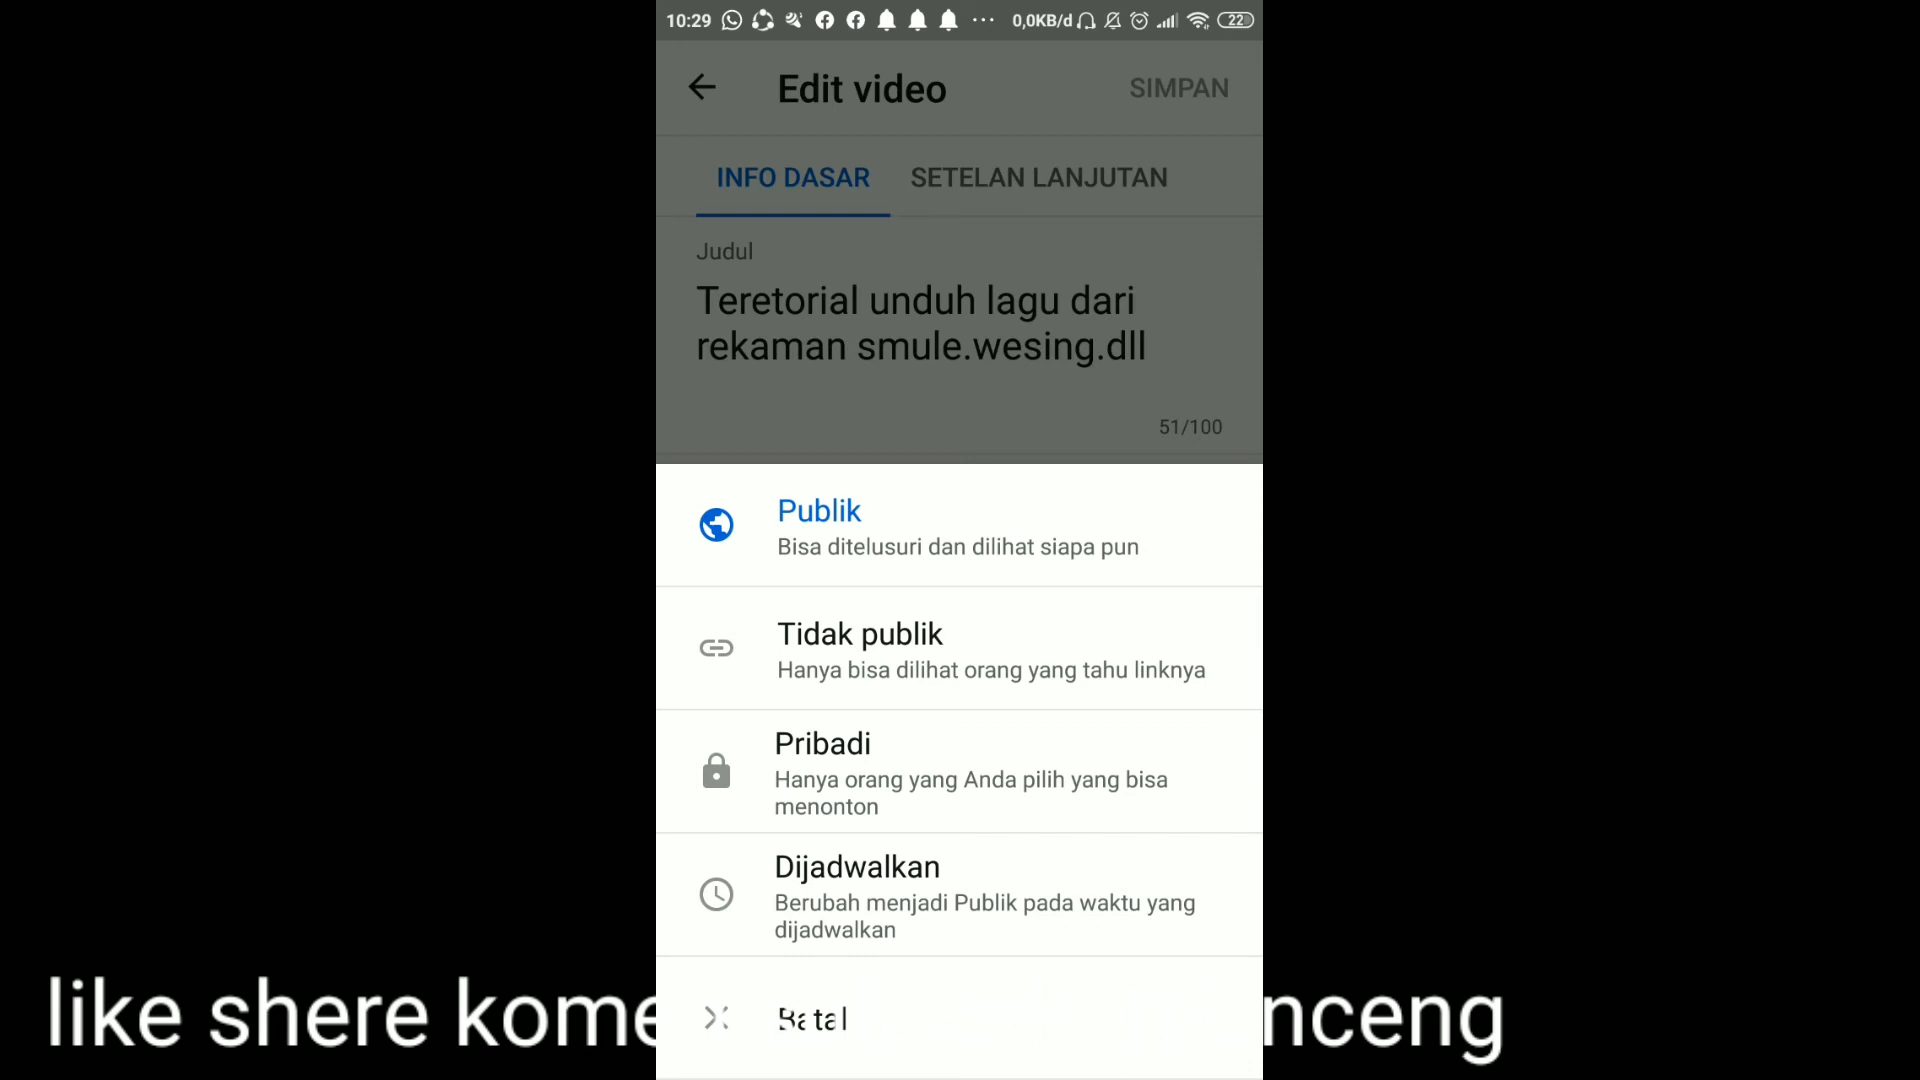 10:29 ... 0,0KB/d 22
Edit video SIMPAN
INFO DASAR SETELAN LANJUTAN
Judul
Teretorial unduh lagu dari
rekaman smule.wesing.dll
51/100
Publik
Bisa ditelusuri dan dilihat siapa pun
Tidak publik
Hanya bisa dilihat orang yang tahu linknya
Pribadi
Hanya orang yang Anda pilih yang bisa
menonton
Dijadwalkan
Berubah menjadi Publik pada waktu yang
dijadwalkan
Batal
like shere kome nceng